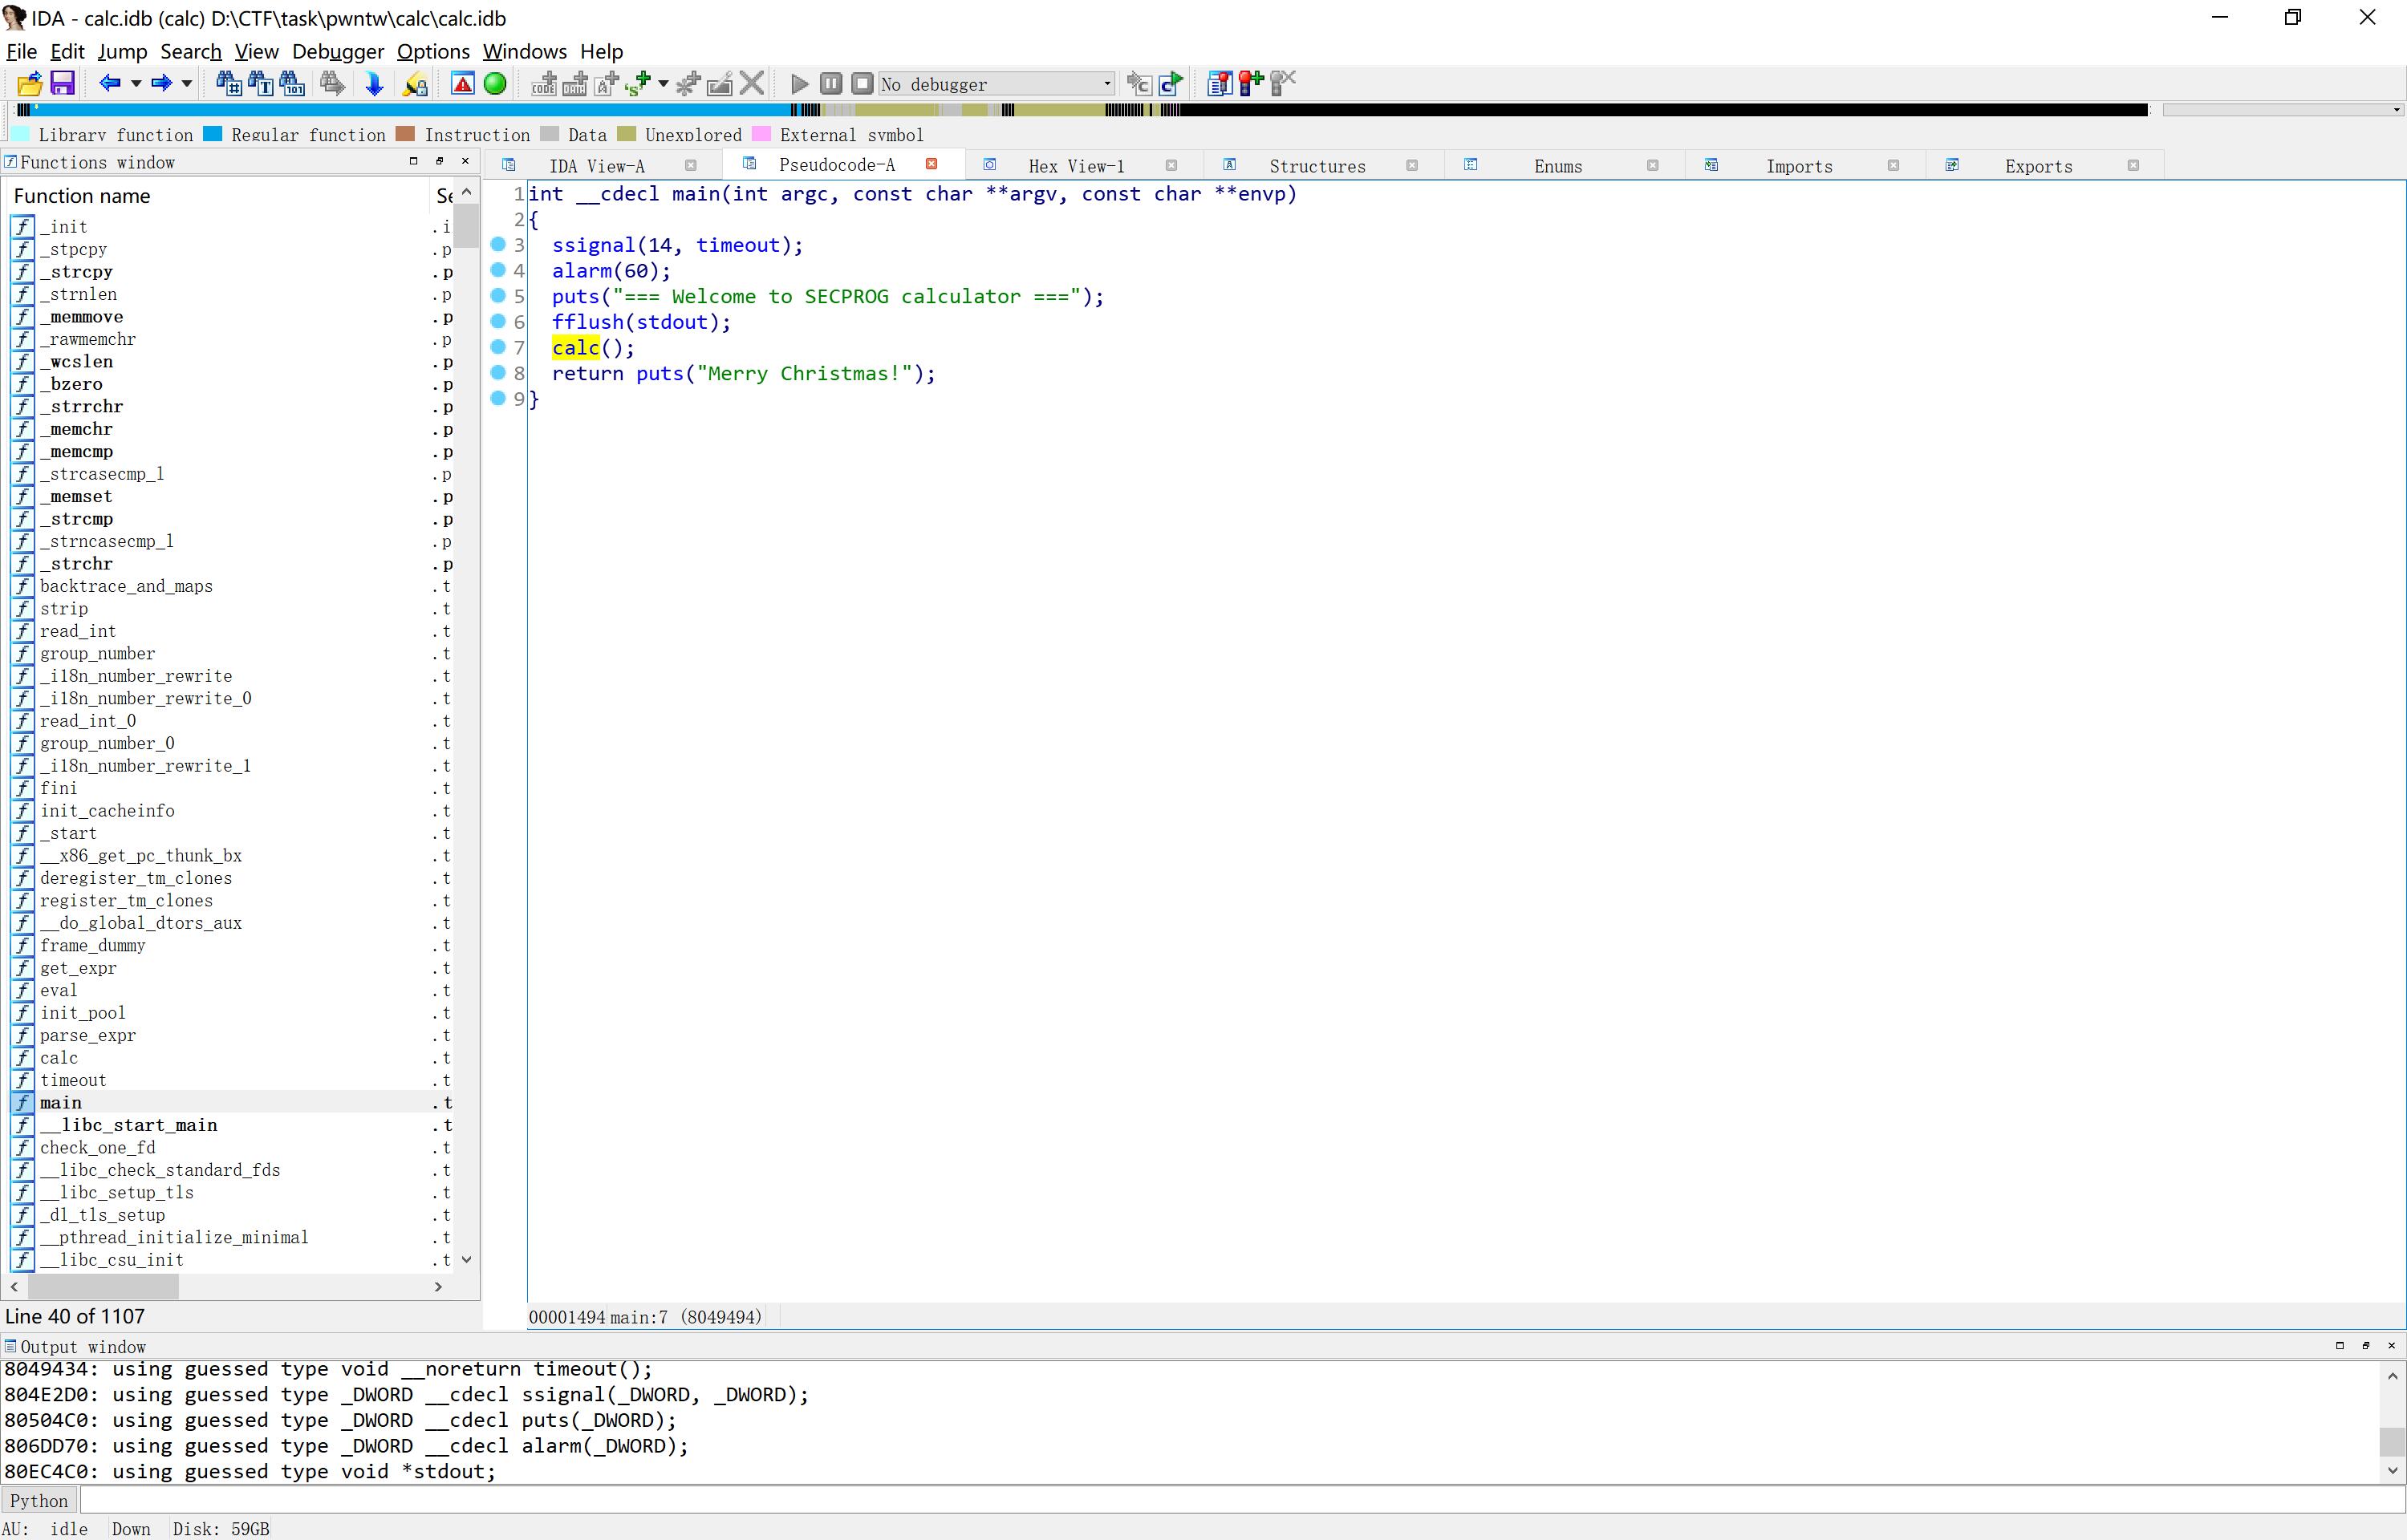 IDA - calc.idb (calc) D:\CTF\task\pwntw\calc\calc.idb
File Edit Jump Search View Debugger Options Windows Help
No debugger
Library function Regular function Instruction Data Unexplored External symbol
Functions window
Function name Se
_init .i
_stpcpy .p
_strcpy .p
_strnlen .p
_memmove .p
_rawmemchr .p
_wcslen .p
_bzero .p
_strrchr .p
_memchr .p
_memcmp .p
_strcasecmp_l .p
_memset .p
_strcmp .p
_strncasecmp_l .p
_strchr .p
backtrace_and_maps .t
strip .t
read_int .t
group_number .t
_i18n_number_rewrite .t
_i18n_number_rewrite_0 .t
read_int_0 .t
group_number_0 .t
_i18n_number_rewrite_1 .t
fini .t
init_cacheinfo .t
_start .t
__x86_get_pc_thunk_bx .t
deregister_tm_clones .t
register_tm_clones .t
__do_global_dtors_aux .t
frame_dummy .t
get_expr .t
eval .t
init_pool .t
parse_expr .t
calc .t
timeout .t
main .t
__libc_start_main .t
check_one_fd .t
__libc_check_standard_fds .t
__libc_setup_tls .t
_dl_tls_setup .t
__pthread_initialize_minimal .t
__libc_csu_init .t
Line 40 of 1107
IDA View-A Pseudocode-A Hex View-1 Structures Enums Imports Exports
1 int __cdecl main(int argc, const char **argv, const char **envp)
2 {
3 ssignal(14, timeout);
4 alarm(60);
5 puts("=== Welcome to SECPROG calculator ===");
6 fflush(stdout);
7 calc();
8 return puts("Merry Christmas!");
9 }
00001494 main:7 (8049494)
Output window
8049434: using guessed type void __noreturn timeout();
804E2D0: using guessed type _DWORD __cdecl ssignal(_DWORD, _DWORD);
80504C0: using guessed type _DWORD __cdecl puts(_DWORD);
806DD70: using guessed type _DWORD __cdecl alarm(_DWORD);
80EC4C0: using guessed type void *stdout;
Python
AU: idle Down Disk: 59GB